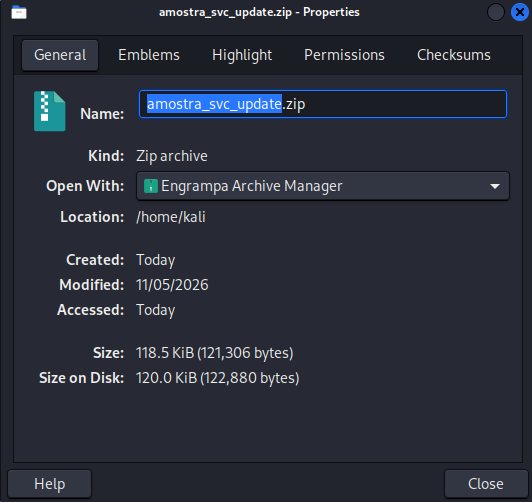 amostra_svc_update.zip - Properties
General Emblems Highlight Permissions Checksums
Name: amostra_svc_update.zip
Kind: Zip archive
Open With: Engrampa Archive Manager
Location: /home/kali
Created: Today
Modified: 11/05/2026
Accessed: Today
Size: 118.5 KiB (121,306 bytes)
Size on Disk: 120.0 KiB (122,880 bytes)
Help Close